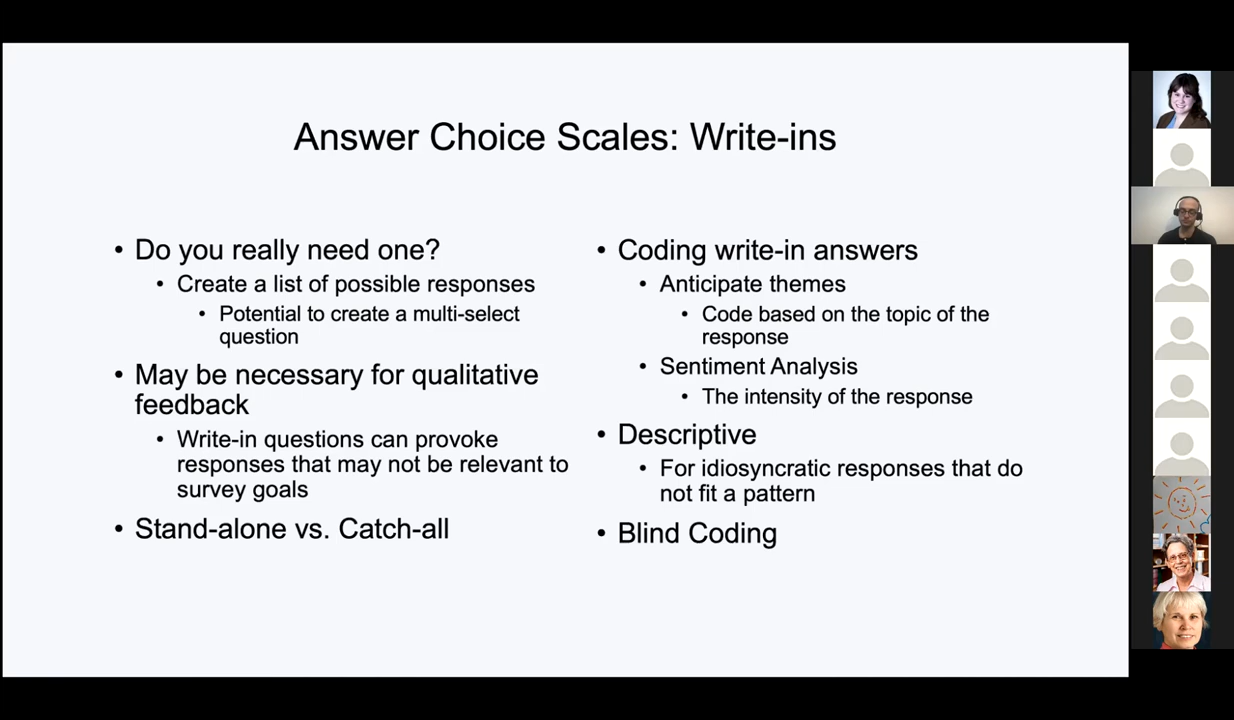 Answer Choice Scales: Write-ins
• Do you really need one?
• Create a list of possible responses
• Potential to create a multi-select
question
• May be necessary for qualitative
feedback
• Write-in questions can provoke
responses that may not be relevant to
survey goals
• Stand-alone vs. Catch-all
• Coding write-in answers
• Anticipate themes
• Code based on the topic of the
response
• Sentiment Analysis
• The intensity of the response
• Descriptive
• For idiosyncratic responses that do
not fit a pattern
• Blind Coding